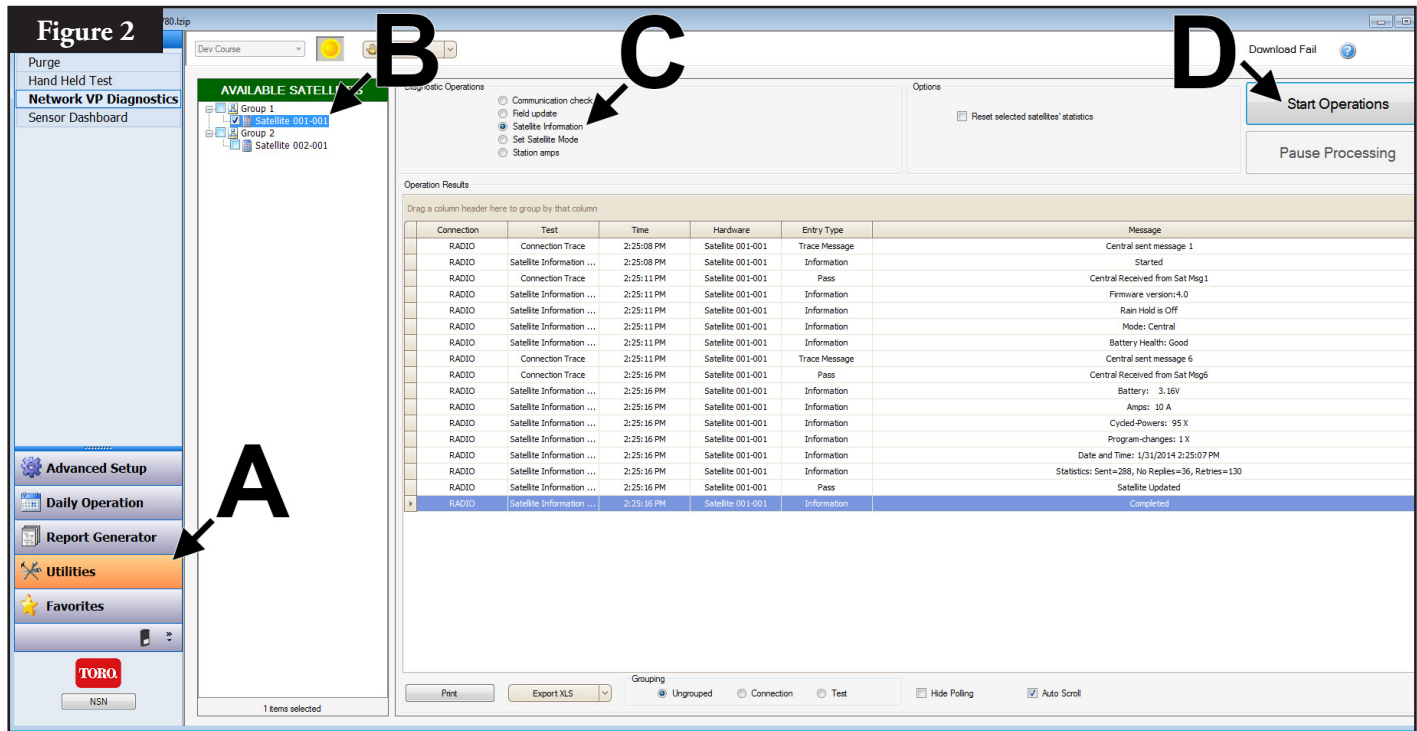 Figure 2
780.lzip
Purge
Hand Held Test
Network VP Diagnostics
Sensor Dashboard
Advanced Setup
Daily Operation
Report Generator
Utilities
Favorites
TORO
NSN
A
Dev Course
B
C
D
Download Fail
AVAILABLE SATELLITES
Group 1
Satellite 001-001
Group 2
Satellite 002-001
1 items selected
Diagnostic Operations
Communication check
Field update
Satellite Information
Set Satellite Mode
Station amps
Options
Reset selected satellites' statistics
Start Operations
Pause Processing
Operation Results
Drag a column header here to group by that column
Connection Test Time Hardware Entry Type Message
RADIO Connection Trace 2:25:08 PM Satellite 001-001 Trace Message Central sent message 1
RADIO Satellite Information ... 2:25:08 PM Satellite 001-001 Information Started
RADIO Connection Trace 2:25:11 PM Satellite 001-001 Pass Central Received from Sat Msg1
RADIO Satellite Information ... 2:25:11 PM Satellite 001-001 Information Firmware version:4.0
RADIO Satellite Information ... 2:25:11 PM Satellite 001-001 Information Rain Hold is Off
RADIO Satellite Information ... 2:25:11 PM Satellite 001-001 Information Mode: Central
RADIO Satellite Information ... 2:25:11 PM Satellite 001-001 Information Battery Health: Good
RADIO Connection Trace 2:25:11 PM Satellite 001-001 Trace Message Central sent message 6
RADIO Connection Trace 2:25:16 PM Satellite 001-001 Pass Central Received from Sat Msg6
RADIO Satellite Information ... 2:25:16 PM Satellite 001-001 Information Battery: 3.16V
RADIO Satellite Information ... 2:25:16 PM Satellite 001-001 Information Amps: 10 A
RADIO Satellite Information ... 2:25:16 PM Satellite 001-001 Information Cycled-Powers: 95 X
RADIO Satellite Information ... 2:25:16 PM Satellite 001-001 Information Program-changes: 1 X
RADIO Satellite Information ... 2:25:16 PM Satellite 001-001 Information Date and Time: 1/31/2014 2:25:07 PM
RADIO Satellite Information ... 2:25:16 PM Satellite 001-001 Information Statistics: Sent=288, No Replies=36, Retries=130
RADIO Satellite Information ... 2:25:16 PM Satellite 001-001 Pass Satellite Updated
RADIO Satellite Information ... 2:25:16 PM Satellite 001-001 Information Completed
Print
Export XLS
Grouping
Ungrouped Connection Test
Hide Polling
Auto Scroll